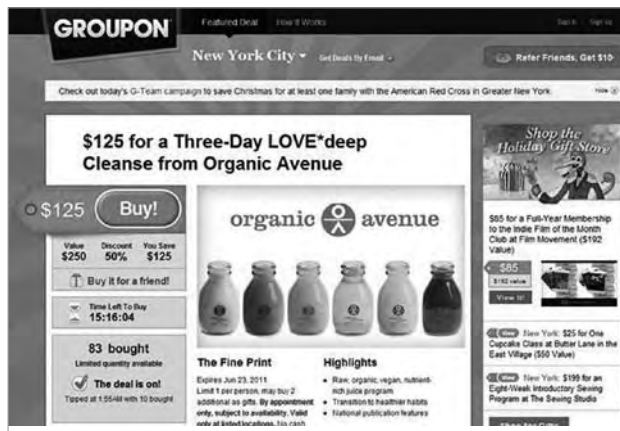 GROUPON
Featured Deal How It Works
Sign In Sign Up
New York City
Get Deals By Email
Refer Friends, Get $10
Check out today's G-Team campaign to save Christmas for at least one family with the American Red Cross in Greater New York
Hide
$125 for a Three-Day LOVE*deep
Cleanse from Organic Avenue
$125 Buy!
Value Discount You Save
$250 50% $125
Buy it for a friend!
Time Left To Buy
15:16:04
83 bought
Limited quantity available
The deal is on!
Tipped at 1:55AM with 10 bought
organic avenue
The Fine Print
Expires Jun 23, 2011
Limit 1 per person, may buy 2
additional as gifts. By appointment
only, subject to availability. Valid
only at listed locations. No cash
Highlights
Raw, organic, vegan, nutrient-
rich juice program
Transition to healthier habits
National publication features
Shop the
Holiday Gift Store
$85 for a Full-Year Membership
to the Indie Film of the Month
Club at Film Movement ($192
Value)
$85
$192 value
View It!
View New York: $25 for One
Cupcake Class at Butter Lane in the
East Village ($50 Value)
View New York: $199 for an
Eight-Week Introductory Sewing
Program at The Sewing Studio
Shop for Gifts